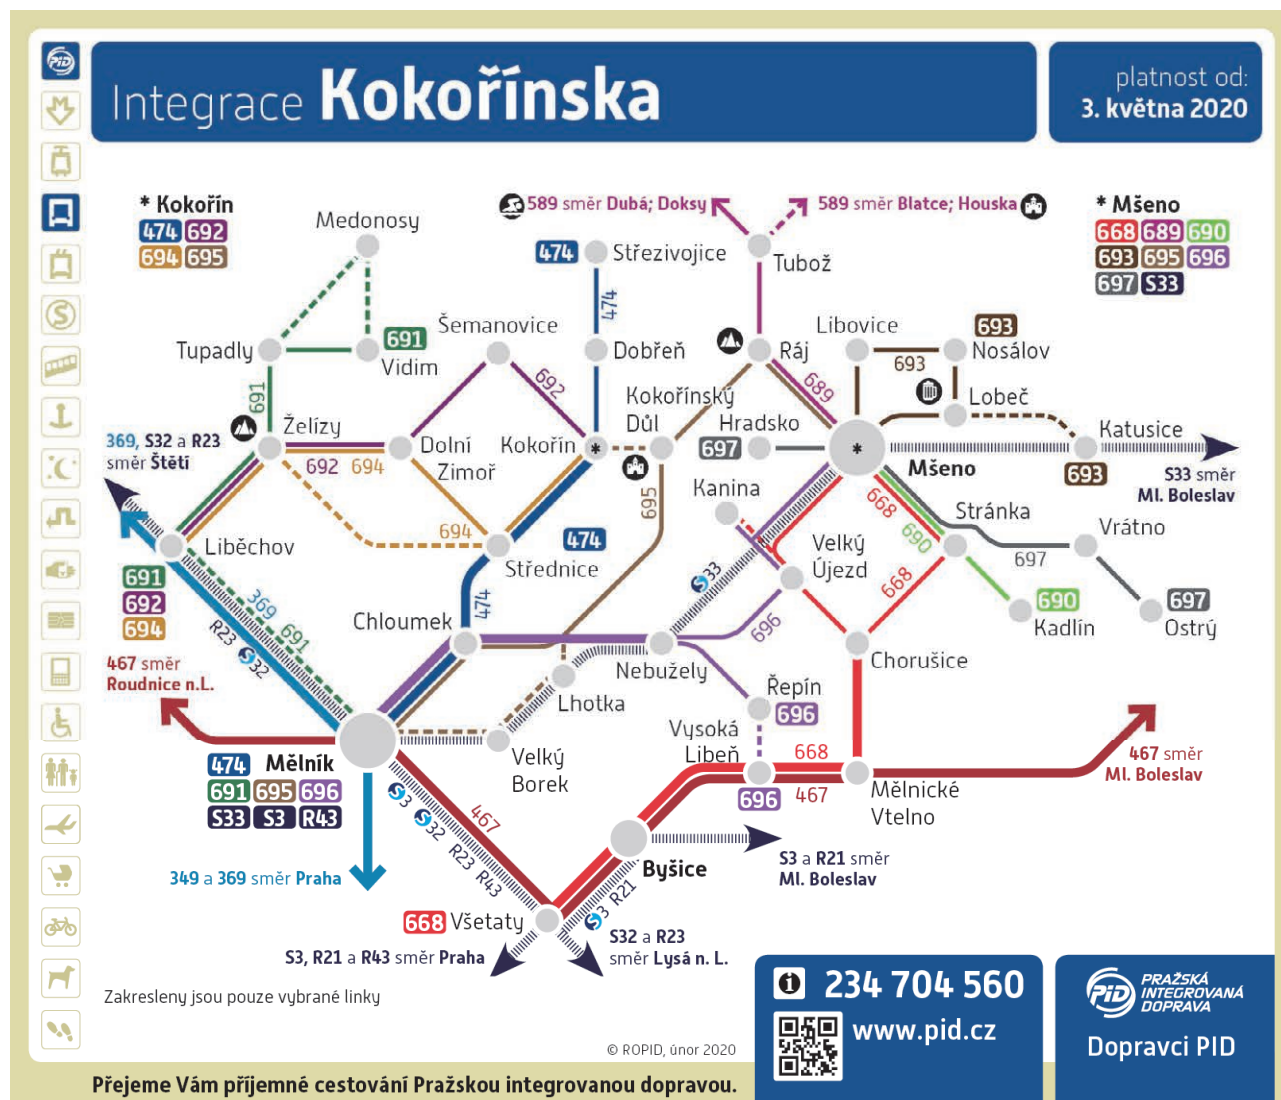 PID
Integrace Kokořínska
platnost od:
3. května 2020
* Kokořín
474 692
694 695
Medonosy
589 směr Dubá; Doksy
589 směr Blatce; Houska
* Mšeno
668 689 690
693 695 696
697 S33
474 Střezivojice
Tubož
474
Šemanovice
Libovice
693
Tupadly
691
Vidim
Dobřeň
Ráj
693
Nosálov
691
692
689
Kokořínský
Důl
Lobeč
369, S32 a R23
směr Štětí
Želízy
692 694
Dolní
Zimoř
Kokořín
*
Hradsko
697
*
Mšeno
Katusice
693
S33 směr
Ml. Boleslav
Kanina
695
668
690
Stránka
Vrátno
697
694
474
Střednice
Liběchov
691
692
694
Velký
Újezd
S33
668
690
Kadlín
697
Ostrý
369
691
R23 S32
474
Chloumek
696
Nebužely
Chorušice
467 směr
Roudnice n.L.
Lhotka
Řepín
696
Vysoká
Libeň
668
467
696
Mělnické
Vtelno
467 směr
Ml. Boleslav
474 Mělník
691 695 696
S33 S3 R43
Velký
Borek
S3 S32 R23 R43
467
349 a 369 směr Praha
Byšice
S3 a R21 směr
Ml. Boleslav
S3 R21
668 Všetaty
S3, R21 a R43 směr Praha
S32 a R23
směr Lysá n. L.
Zakresleny jsou pouze vybrané linky
© ROPID, únor 2020
234 704 560
www.pid.cz
PID PRAŽSKÁ
INTEGROVANÁ
DOPRAVA
Dopravci PID
Přejeme Vám příjemné cestování Pražskou integrovanou dopravou.